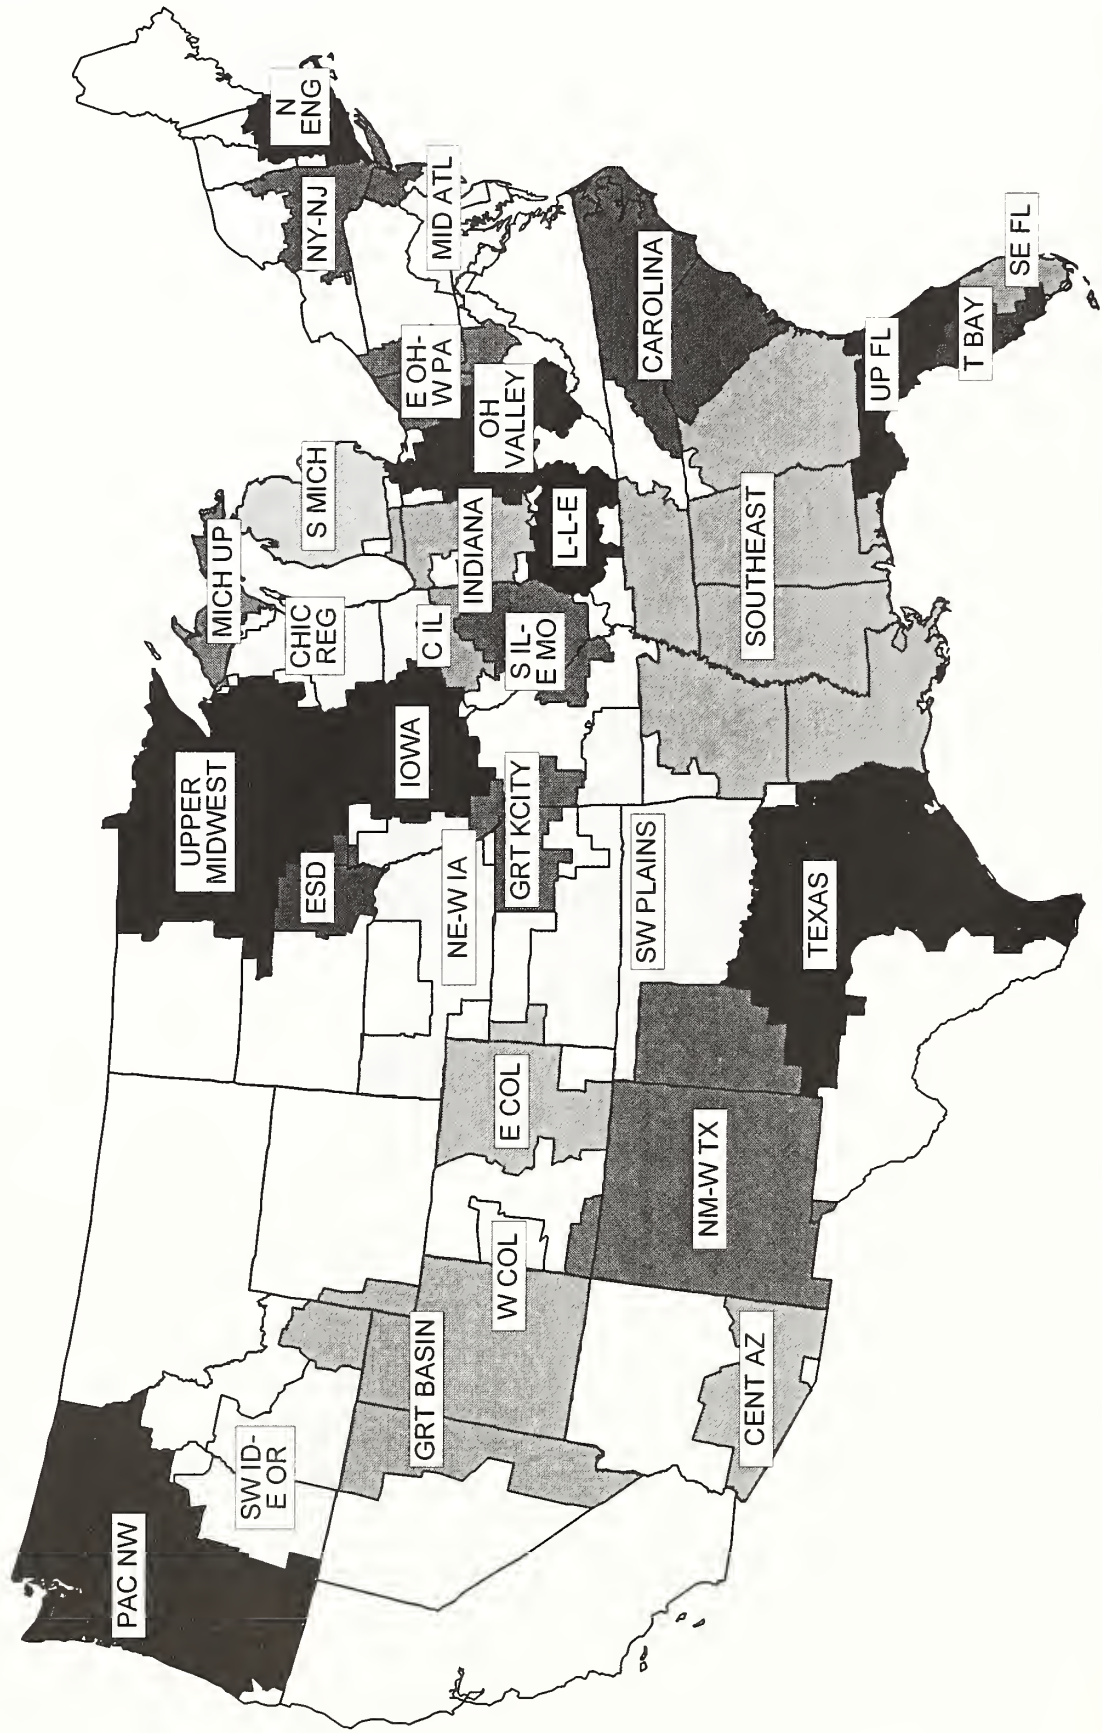 PAC NW
SW ID-
E OR
GRT BASIN
W COL
E COL
CENT AZ
NM-W TX
TEXAS
SW PLAINS
NE-W IA
GRT KCITY
ESD
UPPER
MIDWEST
IOWA
CHIC
REG
MICH UP
S MICH
C IL
S IL-
E MO
INDIANA
L-L-E
OH
VALLEY
E OH-
W PA
NY-NJ
N
ENG
MID ATL
CAROLINA
SOUTHEAST
UP FL
T BAY
SE FL